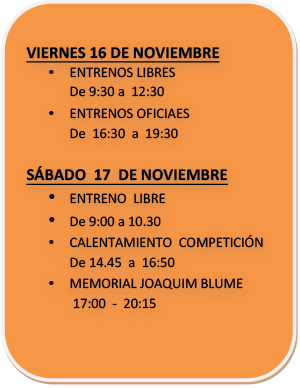 VIERNES 16 DE NOVIEMBRE
• ENTRENOS LIBRES
De 9:30 a 12:30
• ENTRENOS OFICIAES
De 16:30 a 19:30
SÁBADO 17 DE NOVIEMBRE
• ENTRENO LIBRE
• De 9:00 a 10.30
• CALENTAMIENTO COMPETICIÓN
De 14.45 a 16:50
• MEMORIAL JOAQUIM BLUME
17:00 - 20:15